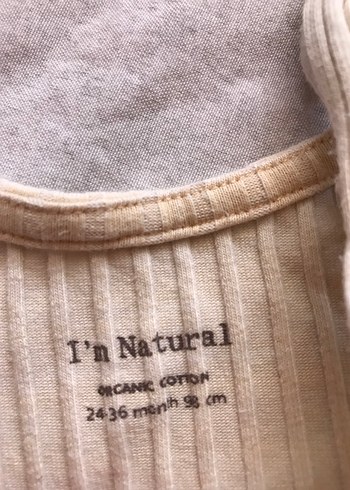 I'm Natural
ORGANIC COTTON
24-36 month 98 cm